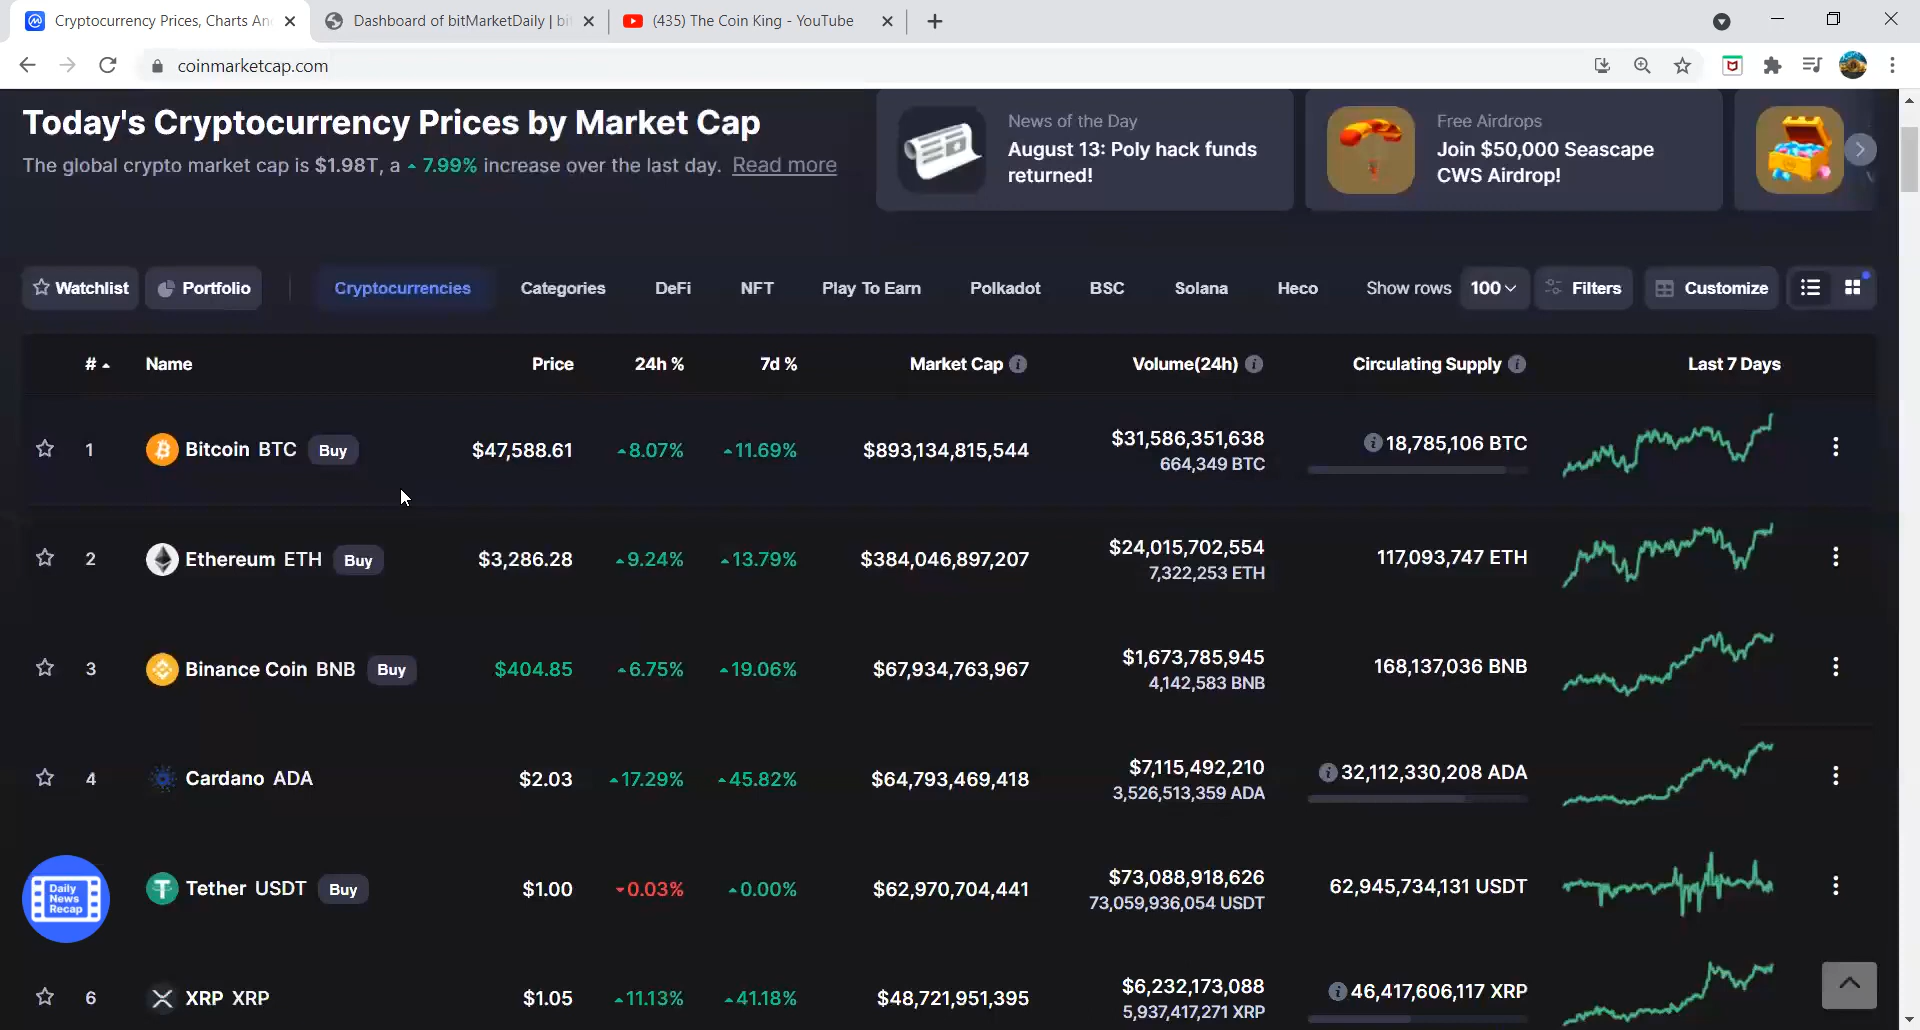 Cryptocurrency Prices, Charts An
Dashboard of bitMarketDaily | bi
(435) The Coin King - YouTube
coinmarketcap.com
Today's Cryptocurrency Prices by Market Cap
The global crypto market cap is $1.98T, a 7.99% increase over the last day. Read more
News of the Day
August 13: Poly hack funds
returned!
Free Airdrops
Join $50,000 Seascape
CWS Airdrop!
Watchlist Portfolio Cryptocurrencies Categories DeFi NFT Play To Earn Polkadot BSC Solana Heco Show rows 100 Filters Customize
# Name Price 24h % 7d % Market Cap Volume(24h) Circulating Supply Last 7 Days
1 Bitcoin BTC Buy $47,588.61 8.07% 11.69% $893,134,815,544 $31,586,351,638 18,785,106 BTC
664,349 BTC
2 Ethereum ETH Buy $3,286.28 9.24% 13.79% $384,046,897,207 $24,015,702,554 117,093,747 ETH
7,322,253 ETH
3 Binance Coin BNB Buy $404.85 6.75% 19.06% $67,934,763,967 $1,673,785,945 168,137,036 BNB
4,142,583 BNB
4 Cardano ADA $2.03 17.29% 45.82% $64,793,469,418 $7,115,492,210 32,112,330,208 ADA
3,526,513,359 ADA
Daily
News
Recap
Tether USDT Buy $1.00 0.03% 0.00% $62,970,704,441 $73,088,918,626 62,945,734,131 USDT
73,059,936,054 USDT
6 XRP XRP $1.05 11.13% 41.18% $48,721,951,395 $6,232,173,088 46,417,606,117 XRP
5,937,417,271 XRP